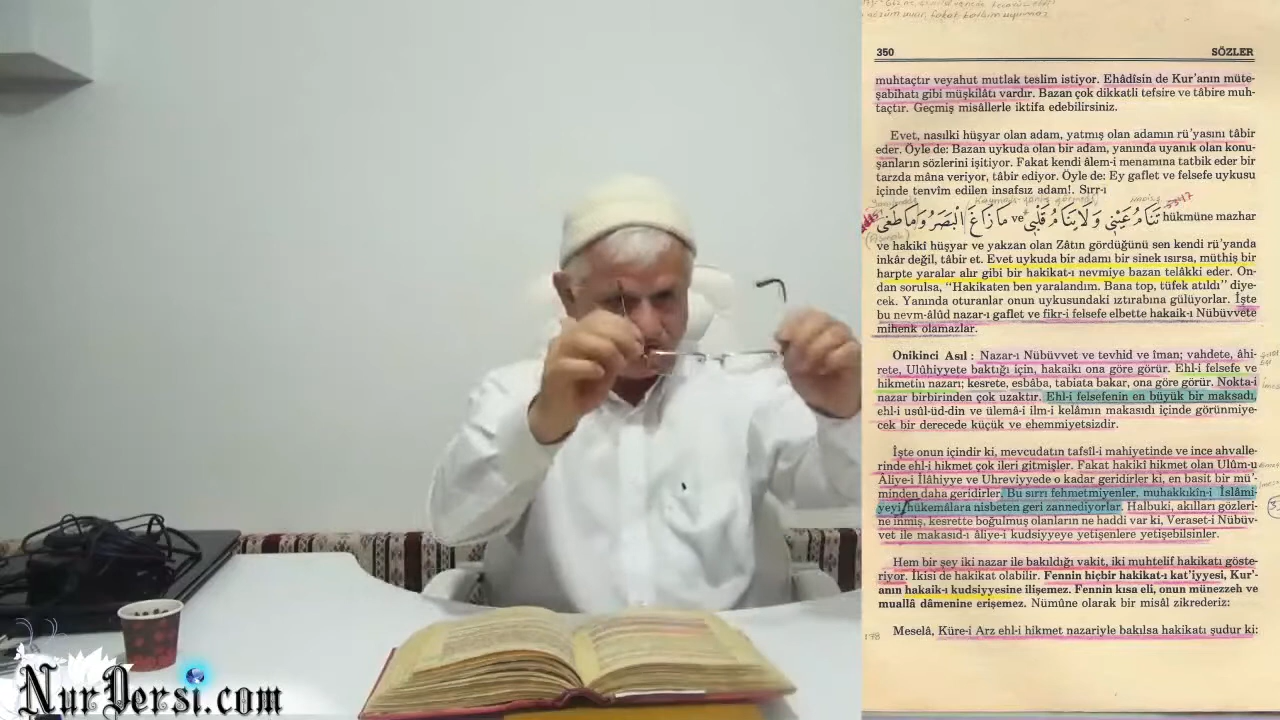 350 SÖZLER
muhtaçtır veyahut mutlak teslim istiyor. Ehâdîsin de Kur'anın müte-
şabihatı gibi müşkilâtı vardır. Bazan çok dikkatli tefsire ve tâbire muh-
taçtır. Geçmiş misâllerle iktifa edebilirsiniz.
Evet, nasılki hüşyar olan adam, yatmış olan adamın rü'yasını tâbir
eder. Öyle de: Bazan uykuda olan bir adam, yanında uyanık olan konu-
şanların sözlerini işitiyor. Fakat kendi âlem-i menamına tatbik eder bir
tarzda mâna veriyor, tâbir ediyor. Öyle de: Ey gaflet ve felsefe uykusu
içinde tenvîm edilen insafsız adam!. Sırr-ı
تَنَامُ عَيْنِى وَلَا يَنَامُ قَلْبِى ve مَا زَاغَ الْبَصَرُ وَمَا طَغَى hükmüne mazhar
ve hakikî hüşyar ve yakzan olan Zâtın gördüğünü sen kendi rü'yanda
inkâr değil, tâbir et. Evet uykuda bir adamı bir sinek ısırsa, müthiş bir
harpte yaralar alır gibi bir hakikat-ı nevmiye bazan telâkki eder. On-
dan sorulsa, "Hakikaten ben yaralandım. Bana top, tüfek atıldı" diye-
cek. Yanında oturanlar onun uykusundaki ıztırabına gülüyorlar. İşte
bu nevm-âlûd nazar-ı gaflet ve fikr-i felsefe elbette hakaik-ı Nübüvvete
mihenk olamazlar.
Onikinci Asıl : Nazar-ı Nübüvvet ve tevhid ve îman; vahdete, âhi-
rete, Ulûhiyyete baktığı için, hakaikı ona göre görür. Ehl-i felsefe ve
hikmetin nazarı; kesrete, esbâba, tabiata bakar, ona göre görür. Nokta-i
nazar birbirinden çok uzaktır. Ehl-i felsefenin en büyük bir maksadı,
ehl-i usûl-üd-din ve ülemâ-i ilm-i kelâmın makasıdı içinde görünmiye-
cek bir derecede küçük ve ehemmiyetsizdir.
İşte onun içindir ki, mevcudatın tafsîl-i mahiyetinde ve ince ahvalle-
rinde ehl-i hikmet çok ileri gitmişler. Fakat hakikî hikmet olan Ulûm-u
Âliye-i İlâhiyye ve Uhreviyyede o kadar geridirler ki, en basit bir mü'-
minden daha geridirler. Bu sırrı fehmetmiyenler, muhakkıkîn-i İslâmi-
yeyi, hükemâlara nisbeten geri zannediyorlar. Halbuki, akılları gözleri-
ne inmiş, kesrette boğulmuş olanların ne haddi var ki, Veraset-i Nübüv-
vet ile makasıd-ı âliye-i kudsiyyeye yetişenlere yetişebilsinler.
Hem bir şey iki nazar ile bakıldığı vakit, iki muhtelif hakikatı göste-
riyor. İkisi de hakikat olabilir. Fennin hiçbir hakikat-ı kat'iyyesi, Kur'-
anın hakaik-ı kudsiyyesine ilişemez. Fennin kısa eli, onun münezzeh ve
muallâ dâmenine erişemez. Nümûne olarak bir misâl zikrederiz:
Meselâ, Küre-i Arz ehl-i hikmet nazariyle bakılsa hakikatı şudur ki:
NurDersi.com